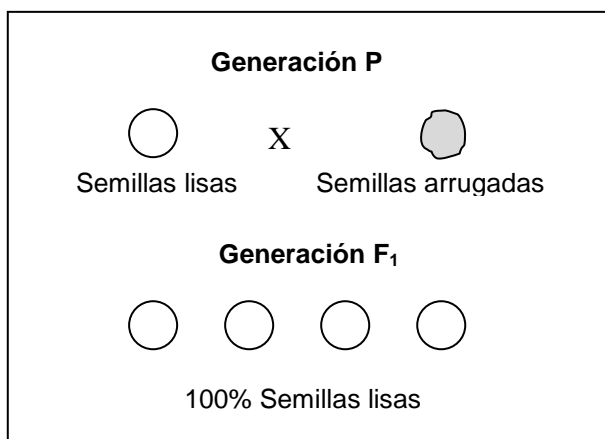 Generación P
X
Semillas lisas Semillas arrugadas
Generación F₁
100% Semillas lisas